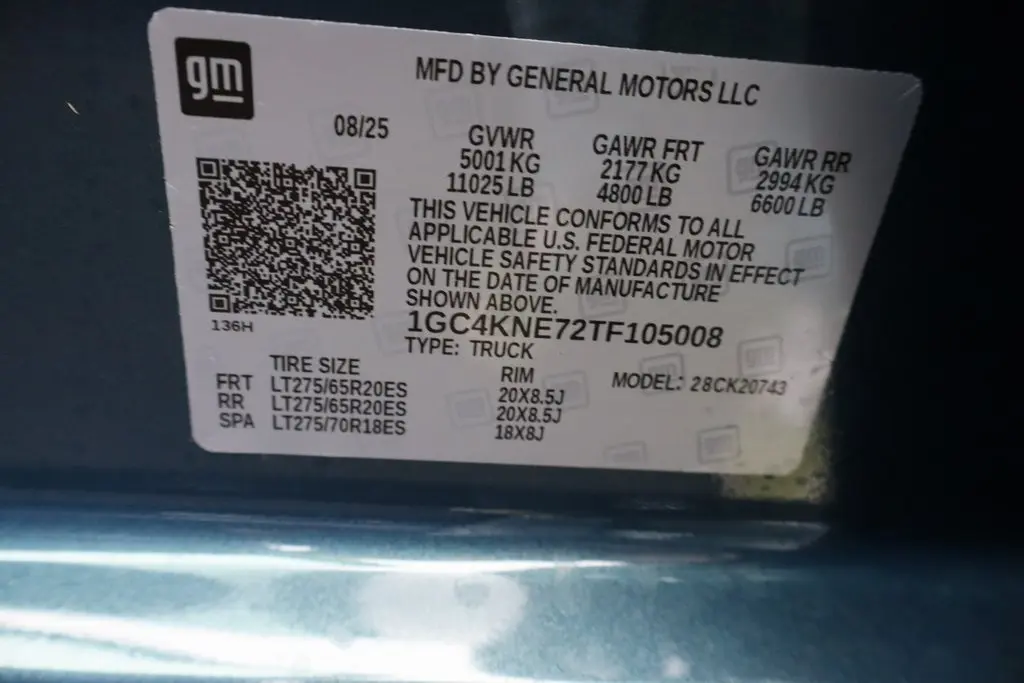 gm
MFD BY GENERAL MOTORS LLC
08/25
GVWR GAWR FRT GAWR RR
5001 KG 2177 KG 2994 KG
11025 LB 4800 LB 6600 LB
THIS VEHICLE CONFORMS TO ALL
APPLICABLE U.S. FEDERAL MOTOR
VEHICLE SAFETY STANDARDS IN EFFECT
ON THE DATE OF MANUFACTURE
SHOWN ABOVE.
136H
1GC4KNE72TF105008
TYPE: TRUCK
TIRE SIZE RIM MODEL: 28CK20743
FRT LT275/65R20ES 20X8.5J
RR LT275/65R20ES 20X8.5J
SPA LT275/70R18ES 18X8J